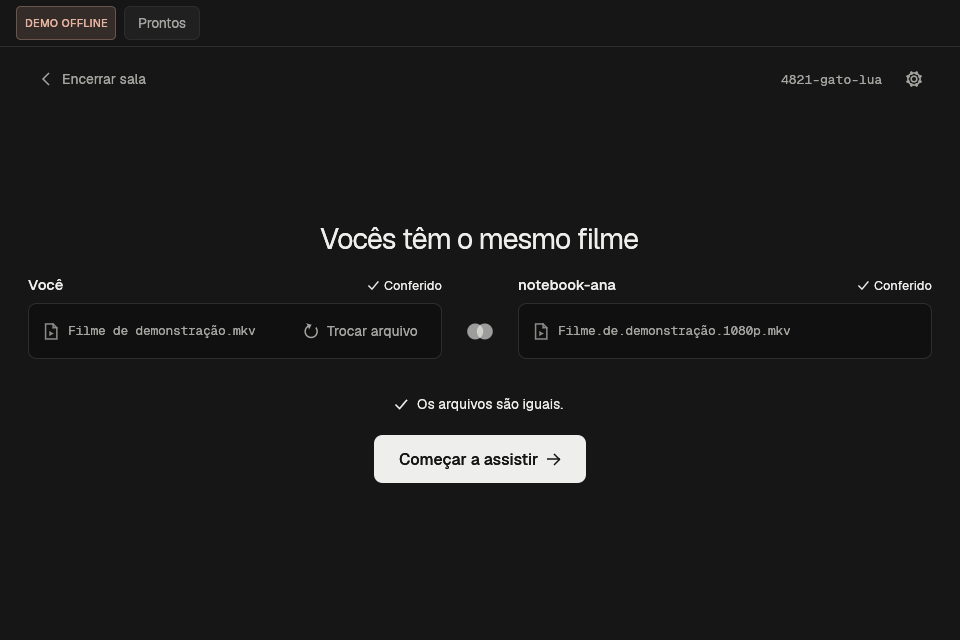 DEMO OFFLINE
Prontos
Encerrar sala
4821-gato-lua
Vocês têm o mesmo filme
Você
Conferido
notebook-ana
Conferido
Filme de demonstração.mkv
Trocar arquivo
Filme.de.demonstração.1080p.mkv
Os arquivos são iguais.
Começar a assistir